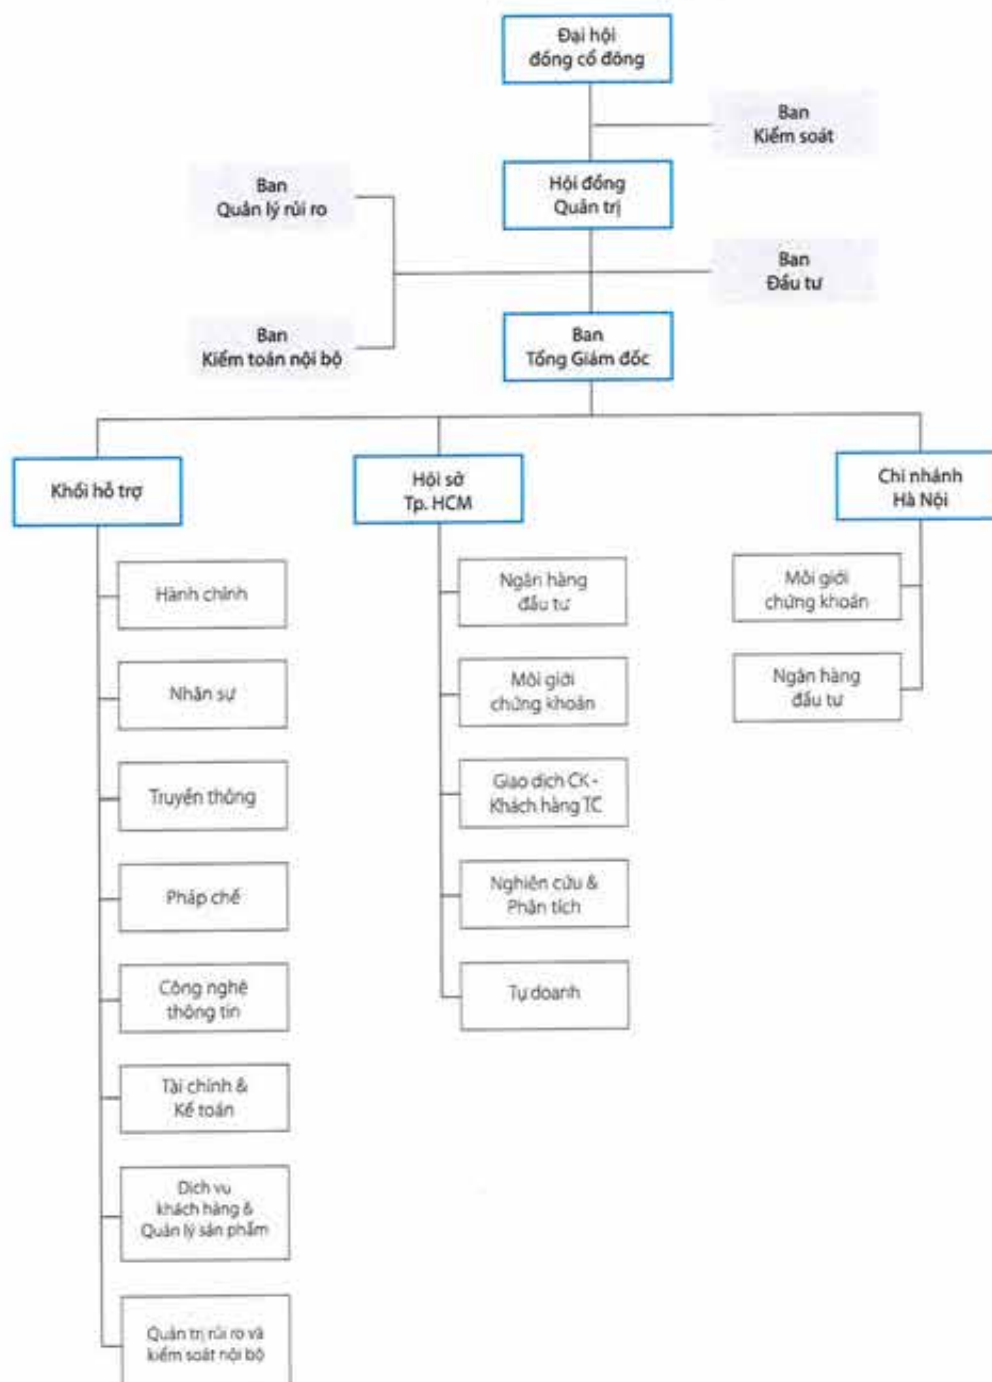 Đại hội
đồng cổ đông
Ban
Kiểm soát
Hội đồng
Quản trị
Ban
Quản lý rủi ro
Ban
Đầu tư
Ban
Kiểm toán nội bộ
Ban
Tổng Giám đốc
Khối hỗ trợ
Hội sở
Tp. HCM
Chi nhánh
Hà Nội
Hành chính
Nhân sự
Truyền thông
Pháp chế
Công nghệ
thông tin
Tài chính &
Kế toán
Dịch vụ
khách hàng &
Quản lý sản phẩm
Quản trị rủi ro và
kiểm soát nội bộ
Ngân hàng
đầu tư
Môi giới
chứng khoán
Giao dịch CK -
Khách hàng TC
Nghiên cứu &
Phân tích
Tự doanh
Môi giới
chứng khoán
Ngân hàng
đầu tư